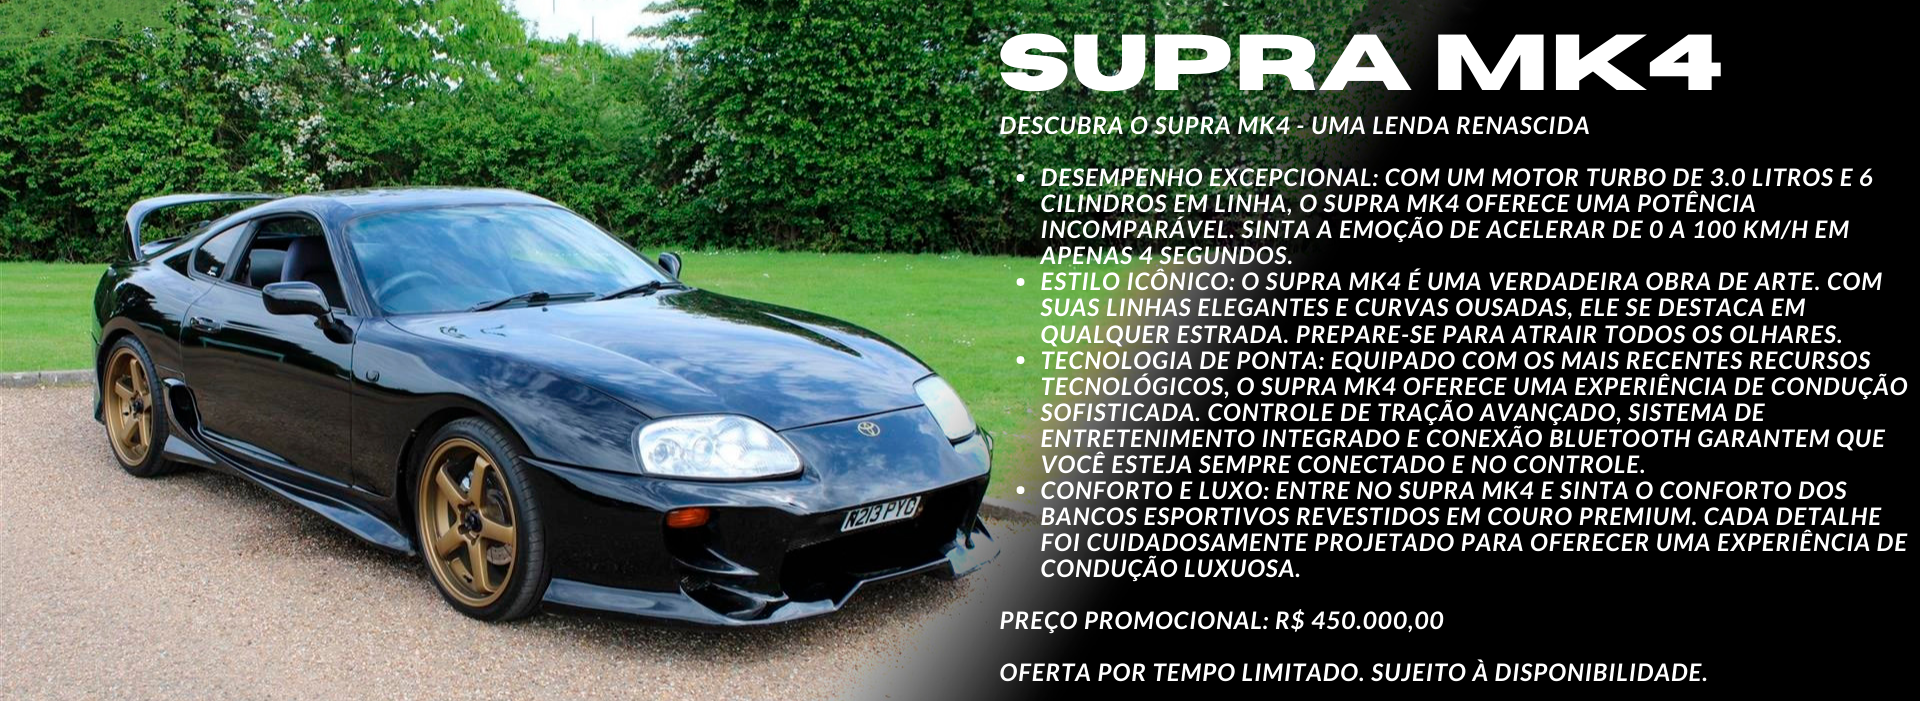 SUPRA MK4
DESCUBRA O SUPRA MK4 - UMA LENDA RENASCIDA
• DESEMPENHO EXCEPCIONAL: COM UM MOTOR TURBO DE 3.0 LITROS E 6
CILINDROS EM LINHA, O SUPRA MK4 OFERECE UMA POTÊNCIA
INCOMPARÁVEL. SINTA A EMOÇÃO DE ACELERAR DE 0 A 100 KM/H EM
APENAS 4 SEGUNDOS.
• ESTILO ICÔNICO: O SUPRA MK4 É UMA VERDADEIRA OBRA DE ARTE. COM
SUAS LINHAS ELEGANTES E CURVAS OUSADAS, ELE SE DESTACA EM
QUALQUER ESTRADA. PREPARE-SE PARA ATRAIR TODOS OS OLHARES.
• TECNOLOGIA DE PONTA: EQUIPADO COM OS MAIS RECENTES RECURSOS
TECNOLÓGICOS, O SUPRA MK4 OFERECE UMA EXPERIÊNCIA DE CONDUÇÃO
SOFISTICADA. CONTROLE DE TRAÇÃO AVANÇADO, SISTEMA DE
ENTRETENIMENTO INTEGRADO E CONEXÃO BLUETOOTH GARANTEM QUE
VOCÊ ESTEJA SEMPRE CONECTADO E NO CONTROLE.
• CONFORTO E LUXO: ENTRE NO SUPRA MK4 E SINTA O CONFORTO DOS
BANCOS ESPORTIVOS REVESTIDOS EM COURO PREMIUM. CADA DETALHE
FOI CUIDADOSAMENTE PROJETADO PARA OFERECER UMA EXPERIÊNCIA DE
CONDUÇÃO LUXUOSA.
PREÇO PROMOCIONAL: R$ 450.000,00
OFERTA POR TEMPO LIMITADO. SUJEITO À DISPONIBILIDADE.
N213 PYC